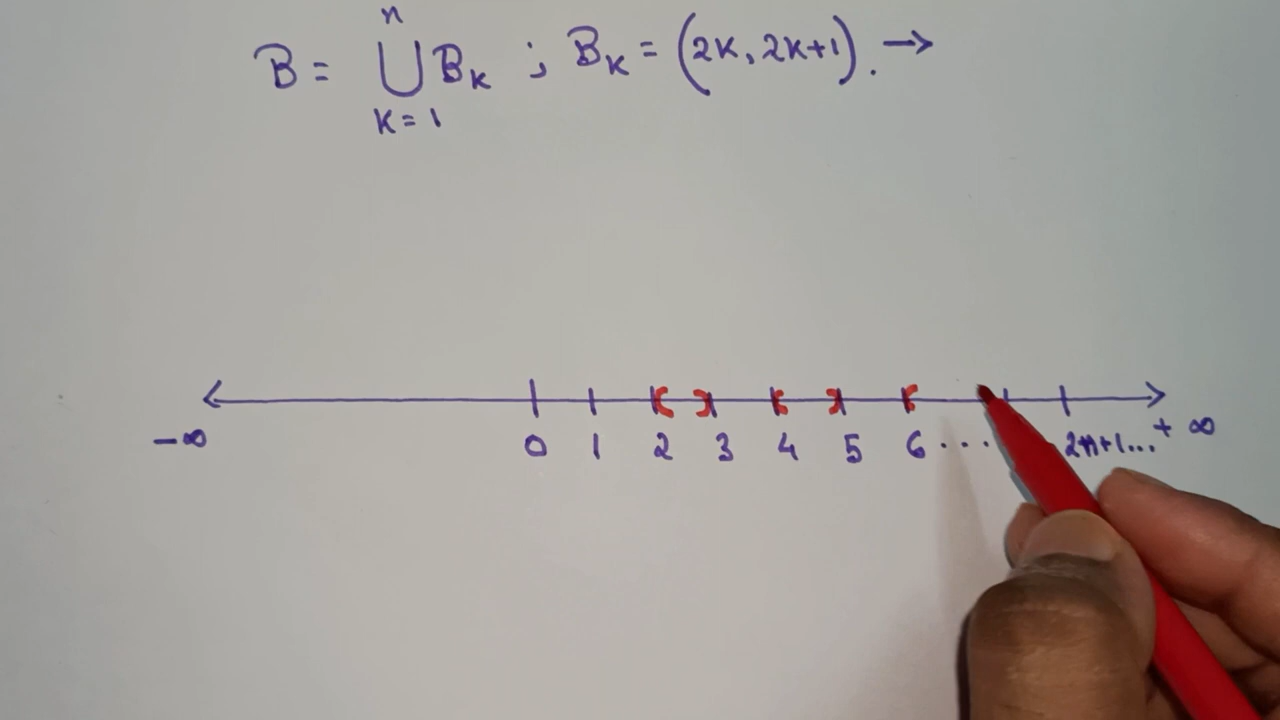 n
B = ⋃ B_K ; B_K = (2K, 2K+1). →
K = 1
-∞ 0 1 2 3 4 5 6 ... 2n+1... + ∞